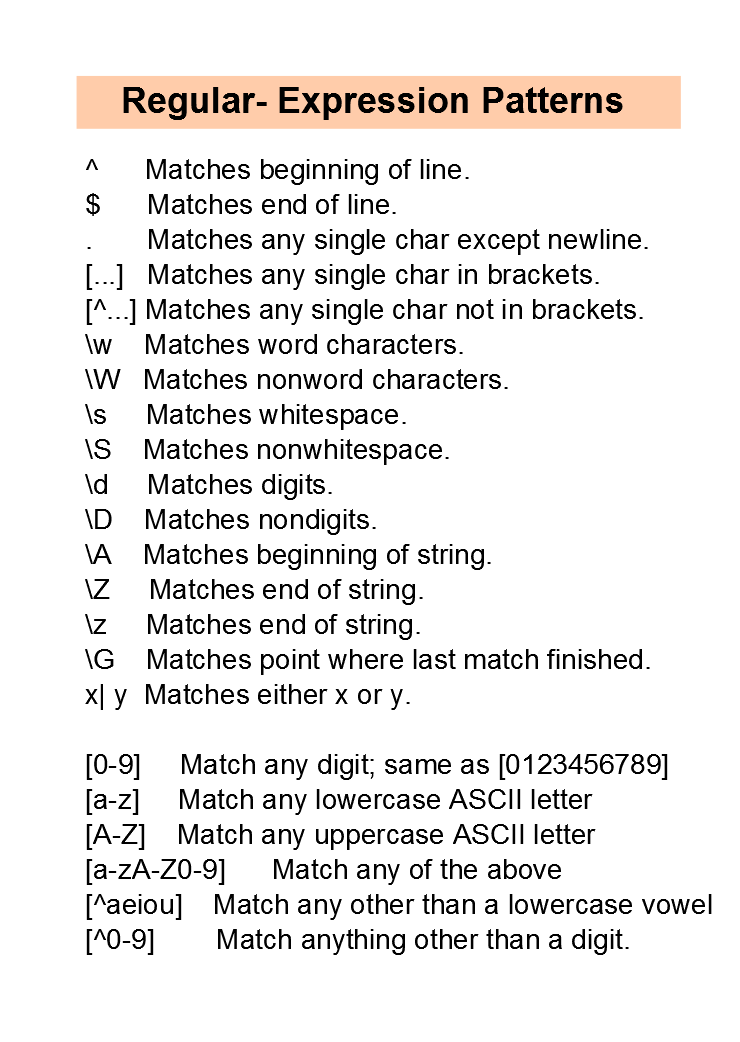 Regular- Expression Patterns
^ Matches beginning of line.
$ Matches end of line.
. Matches any single char except newline.
[...] Matches any single char in brackets.
[^...] Matches any single char not in brackets.
\w Matches word characters.
\W Matches nonword characters.
\s Matches whitespace.
\S Matches nonwhitespace.
\d Matches digits.
\D Matches nondigits.
\A Matches beginning of string.
\Z Matches end of string.
\z Matches end of string.
\G Matches point where last match finished.
x| y Matches either x or y.
[0-9] Match any digit; same as [0123456789]
[a-z] Match any lowercase ASCII letter
[A-Z] Match any uppercase ASCII letter
[a-zA-Z0-9] Match any of the above
[^aeiou] Match any other than a lowercase vowel
[^0-9] Match anything other than a digit.